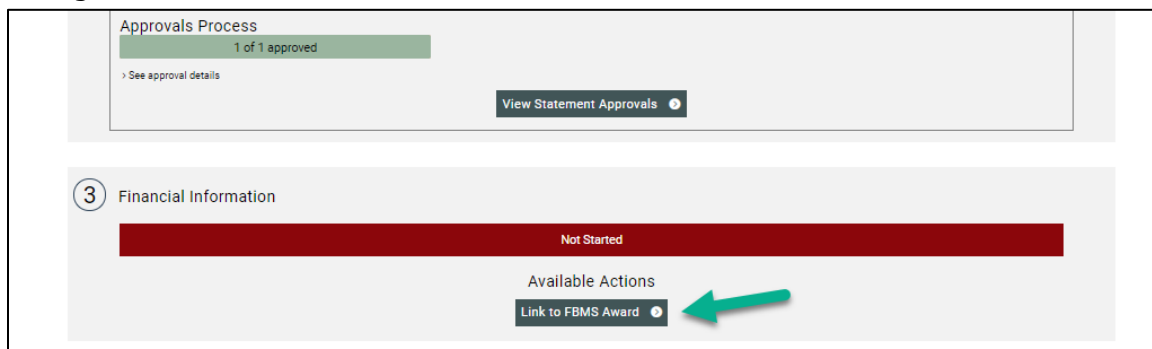 Approvals Process
1 of 1 approved
> See approval details
View Statement Approvals
3 Financial Information
Not Started
Available Actions
Link to FBMS Award